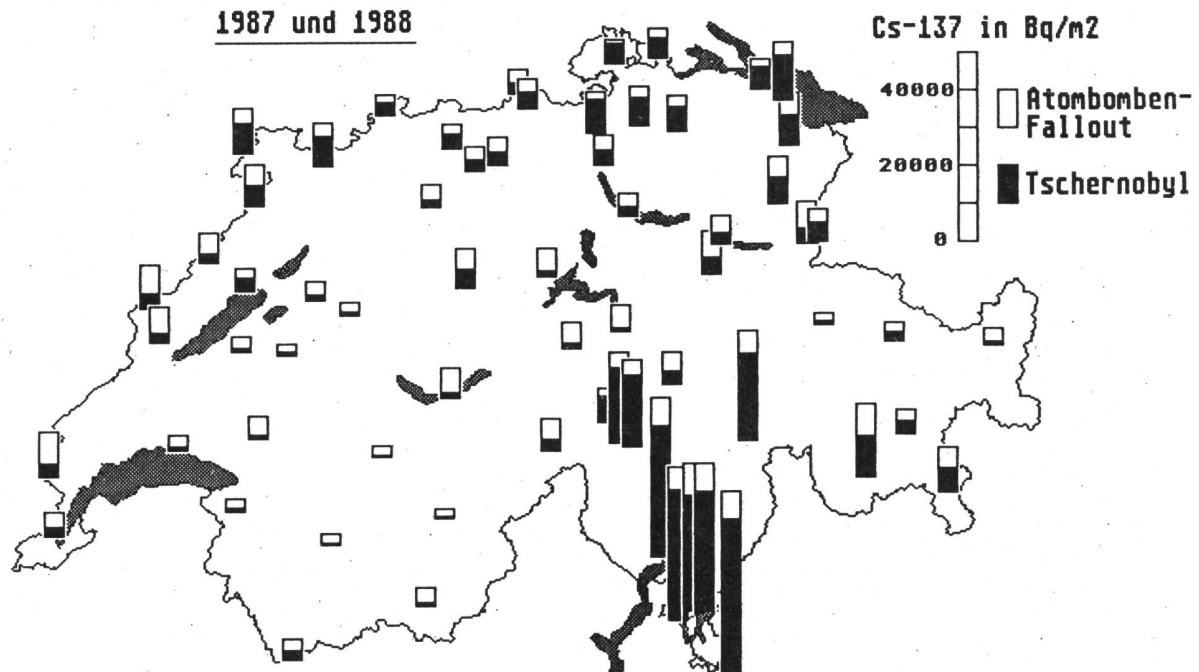 1987 und 1988
Cs-137 in Bq/m2
40000
20000
0
Atombomben-
Fallout
Tschernobyl